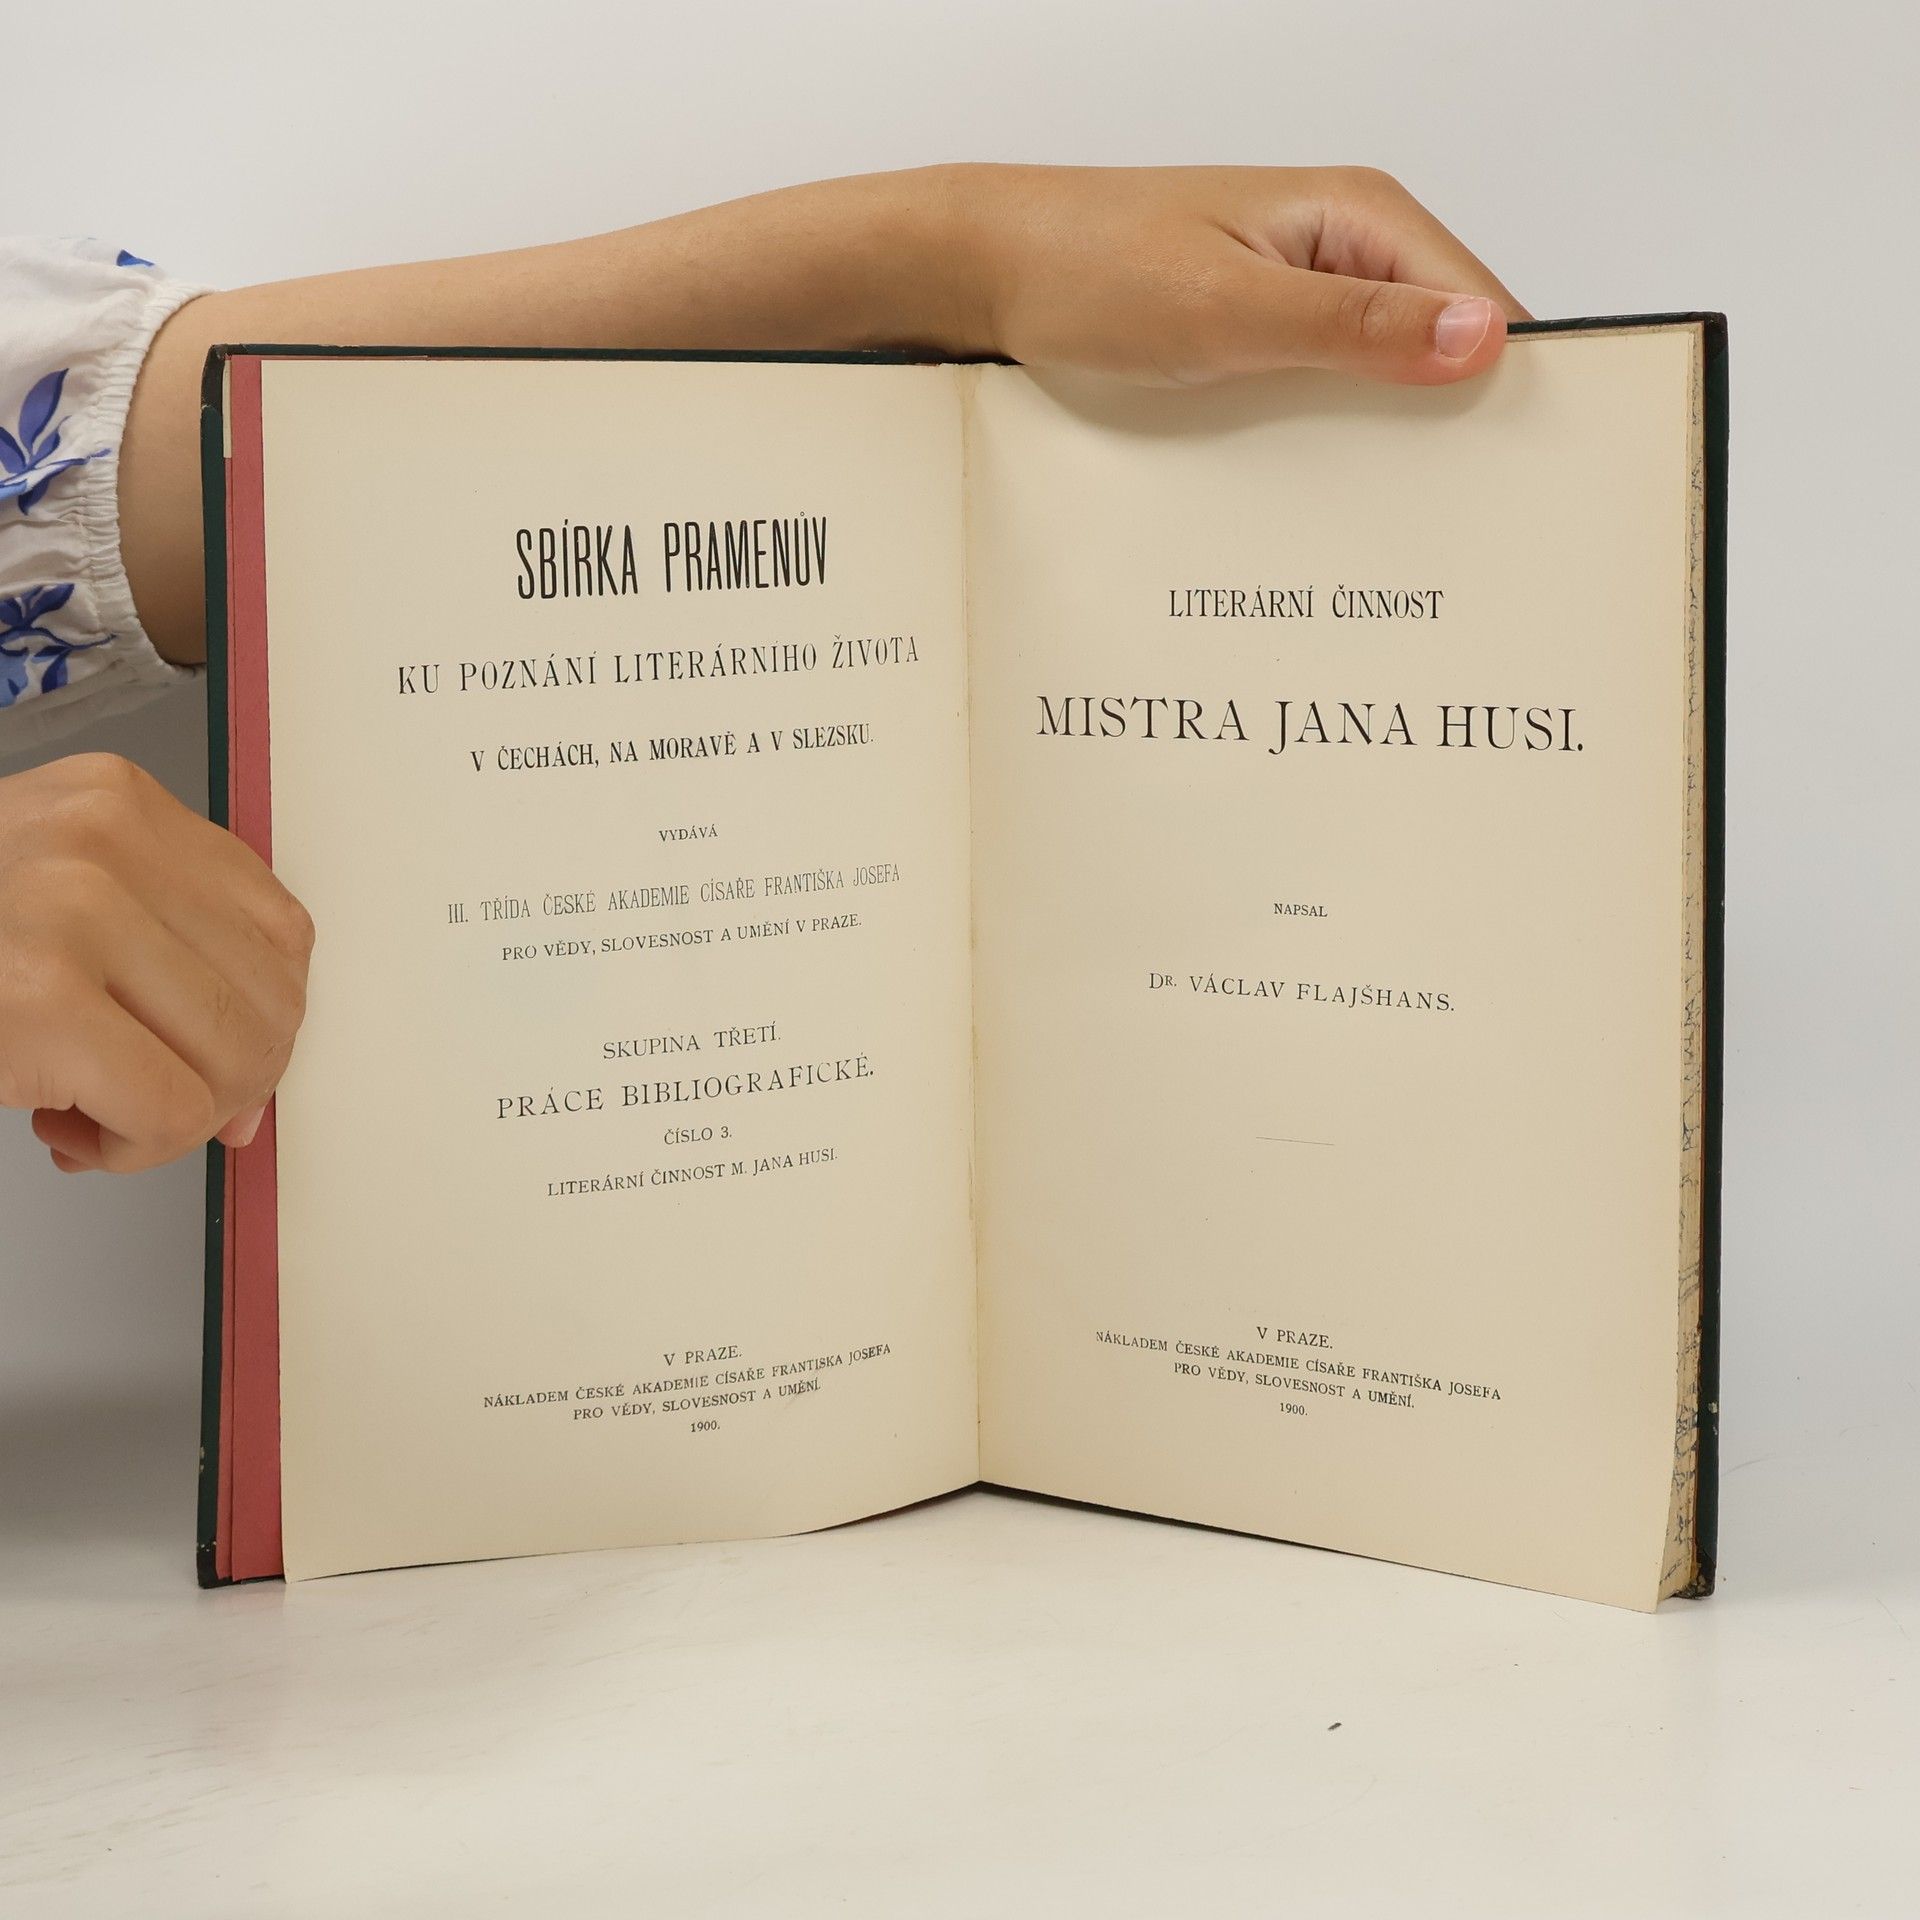 SBÍRKA PRAMENŮV
KU POZNÁNÍ LITERÁRNÍHO ŽIVOTA
V ČECHÁCH, NA MORAVĚ A V SLEZSKU.
VYDÁVÁ
III. TŘÍDA ČESKÉ AKADEMIE CÍSAŘE FRANTIŠKA JOSEFA
PRO VĚDY, SLOVESNOST A UMĚNÍ V PRAZE.
SKUPINA TŘETÍ.
PRÁCE BIBLIOGRAFICKÉ.
ČÍSLO 3.
LITERÁRNÍ ČINNOST M. JANA HUSI.
V PRAZE.
NÁKLADEM ČESKÉ AKADEMIE CÍSAŘE FRANTIŠKA JOSEFA
PRO VĚDY, SLOVESNOST A UMĚNÍ.
1900.
LITERÁRNÍ ČINNOST
MISTRA JANA HUSI.
NAPSAL
DR. VÁCLAV FLAJŠHANS.
V PRAZE.
NÁKLADEM ČESKÉ AKADEMIE CÍSAŘE FRANTIŠKA JOSEFA
PRO VĚDY, SLOVESNOST A UMĚNÍ.
1900.